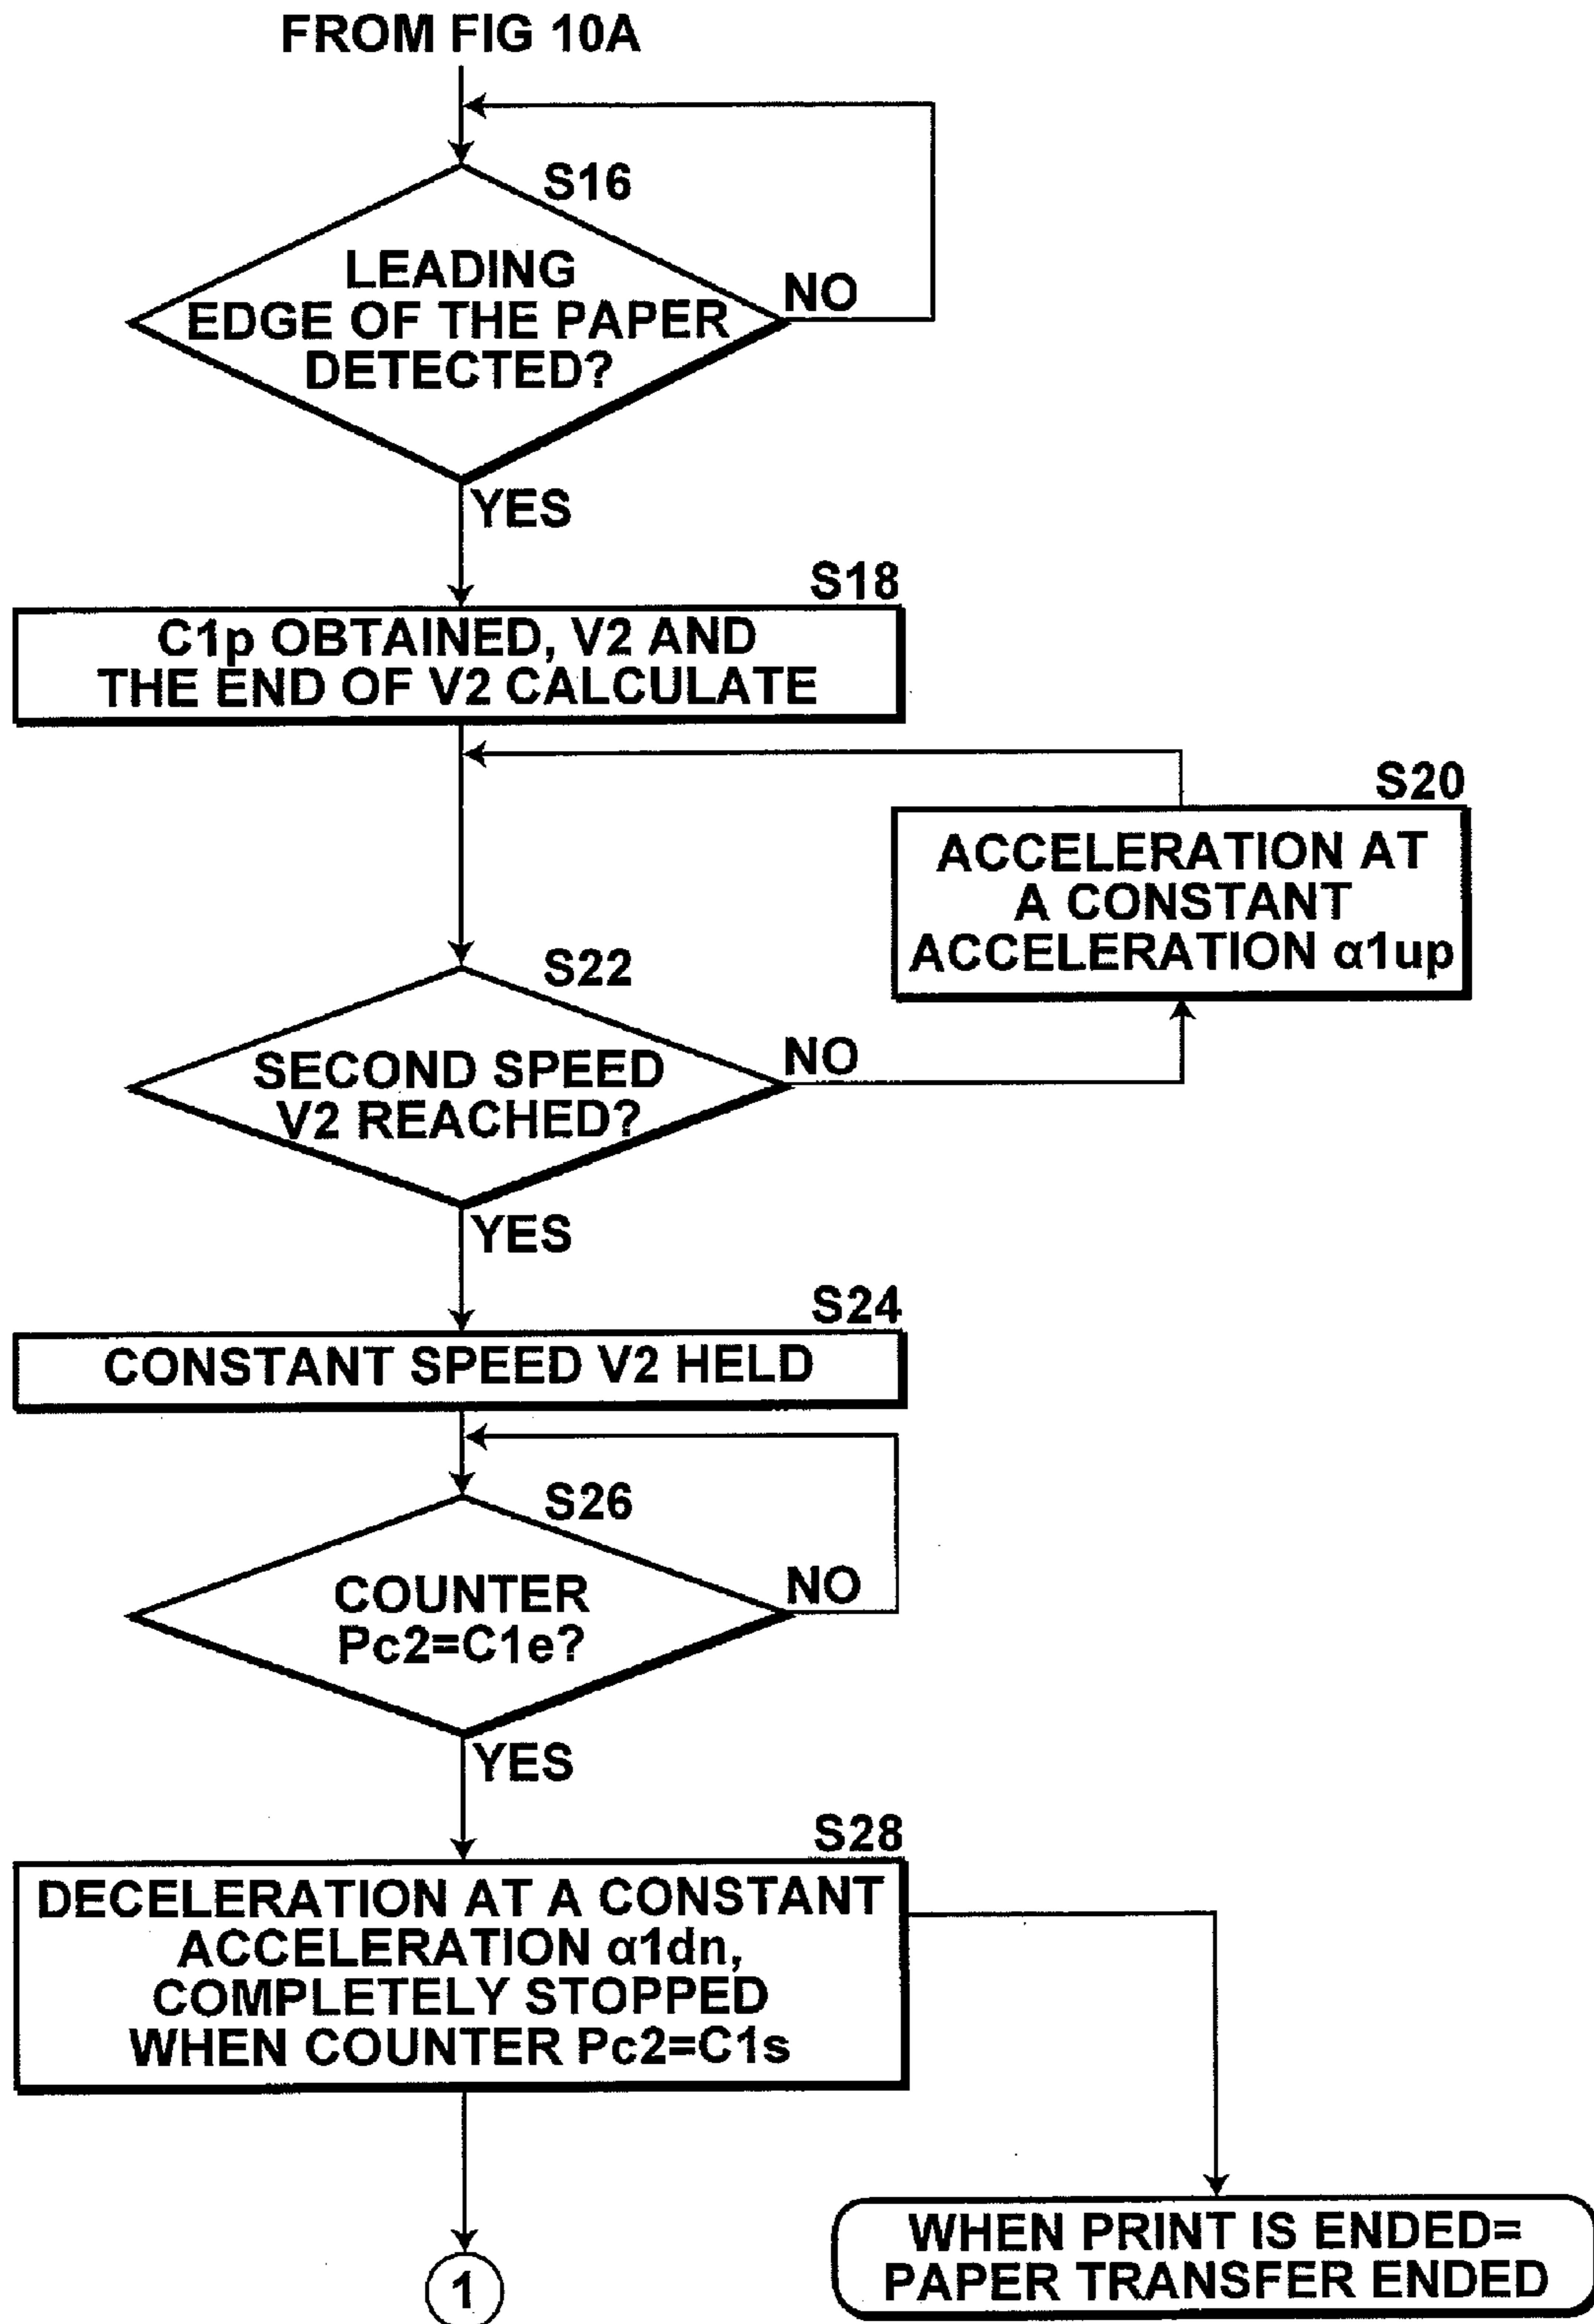 FROM FIG 10A
S16
LEADING
EDGE OF THE PAPER
DETECTED?
NO
YES
S18
C1p OBTAINED, V2 AND
THE END OF V2 CALCULATE
S20
ACCELERATION AT
A CONSTANT
ACCELERATION α1up
S22
SECOND SPEED
V2 REACHED?
NO
YES
S24
CONSTANT SPEED V2 HELD
S26
COUNTER
Pc2=C1e?
NO
YES
S28
DECELERATION AT A CONSTANT
ACCELERATION α1dn,
COMPLETELY STOPPED
WHEN COUNTER Pc2=C1s
WHEN PRINT IS ENDED=
PAPER TRANSFER ENDED
1